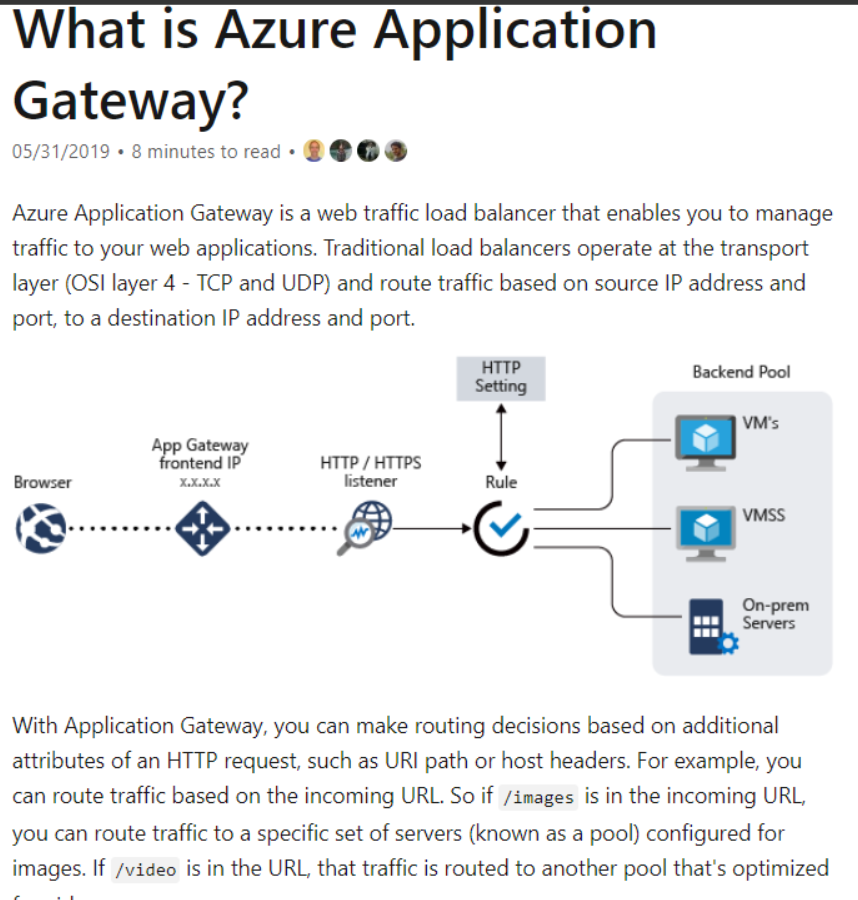 What is Azure Application
Gateway?
05/31/2019 • 8 minutes to read •
Azure Application Gateway is a web traffic load balancer that enables you to manage
traffic to your web applications. Traditional load balancers operate at the transport
layer (OSI layer 4 - TCP and UDP) and route traffic based on source IP address and
port, to a destination IP address and port.
HTTP
Setting
Backend Pool
VM's
App Gateway
frontend IP
x.x.x.x
HTTP / HTTPS
listener
Browser
Rule
VMSS
On-prem
Servers
With Application Gateway, you can make routing decisions based on additional
attributes of an HTTP request, such as URI path or host headers. For example, you
can route traffic based on the incoming URL. So if /images is in the incoming URL,
you can route traffic to a specific set of servers (known as a pool) configured for
images. If /video is in the URL, that traffic is routed to another pool that's optimized